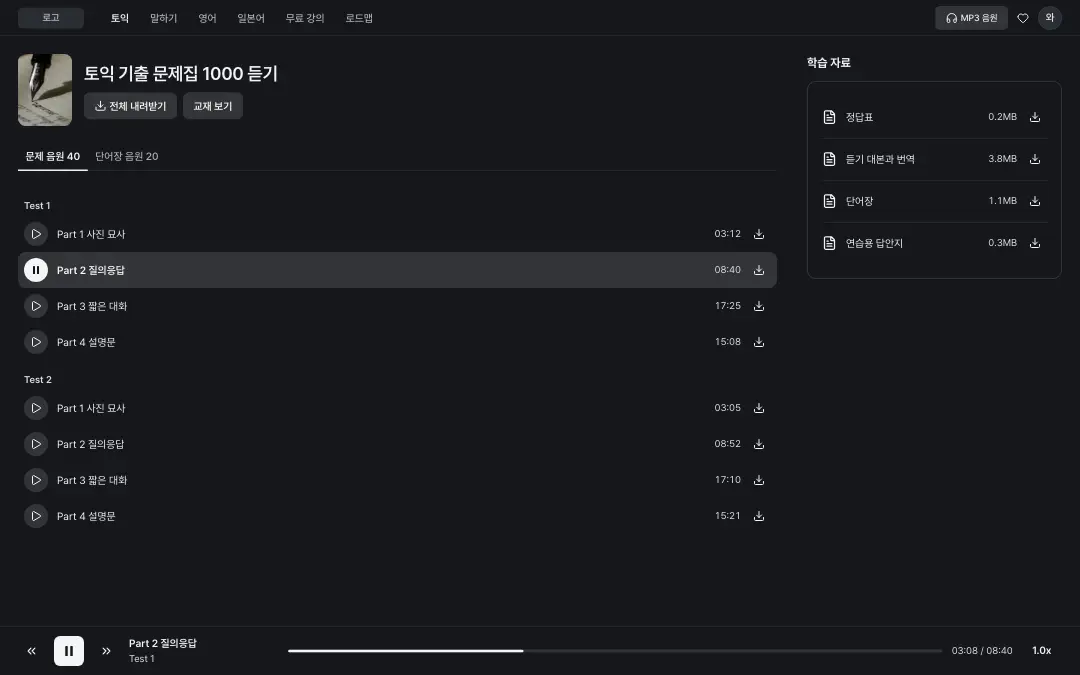 로고
토익 말하기 영어 일본어 무료 강의 로드맵
MP3 음원
와
토익 기출 문제집 1000 듣기
전체 내려받기
교재 보기
문제 음원 40
단어장 음원 20
Test 1
Part 1 사진 묘사 03:12
Part 2 질의응답 08:40
Part 3 짧은 대화 17:25
Part 4 설명문 15:08
Test 2
Part 1 사진 묘사 03:05
Part 2 질의응답 08:52
Part 3 짧은 대화 17:10
Part 4 설명문 15:21
학습 자료
정답표 0.2MB
듣기 대본과 번역 3.8MB
단어장 1.1MB
연습용 답안지 0.3MB
Part 2 질의응답
Test 1
03:08 / 08:40
1.0x